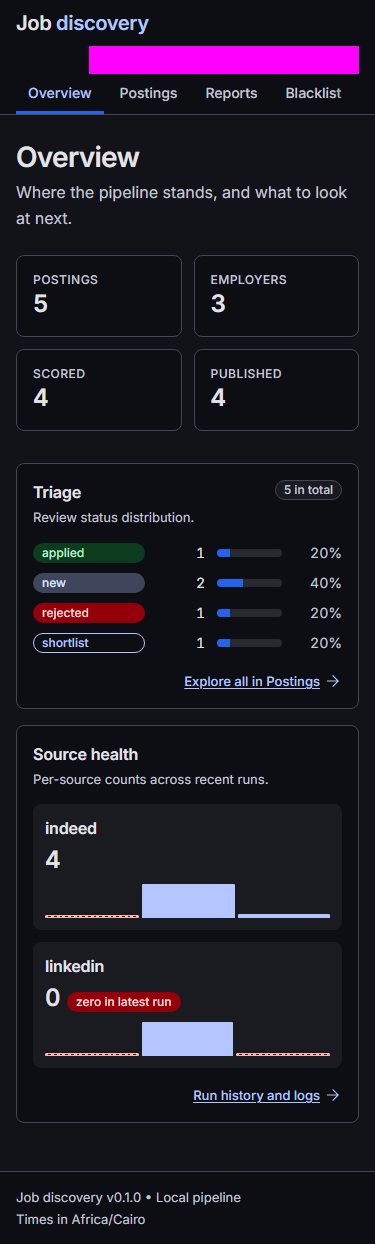 Job discovery
Overview
Postings
Reports
Blacklist
Overview
Where the pipeline stands, and what to look
at next.
POSTINGS
5
EMPLOYERS
3
SCORED
4
PUBLISHED
4
Triage
5 in total
Review status distribution.
applied 1 20%
new 2 40%
rejected 1 20%
shortlist 1 20%
Explore all in Postings →
Source health
Per-source counts across recent runs.
indeed
4
linkedin
0 zero in latest run
Run history and logs →
Job discovery v0.1.0 • Local pipeline
Times in Africa/Cairo